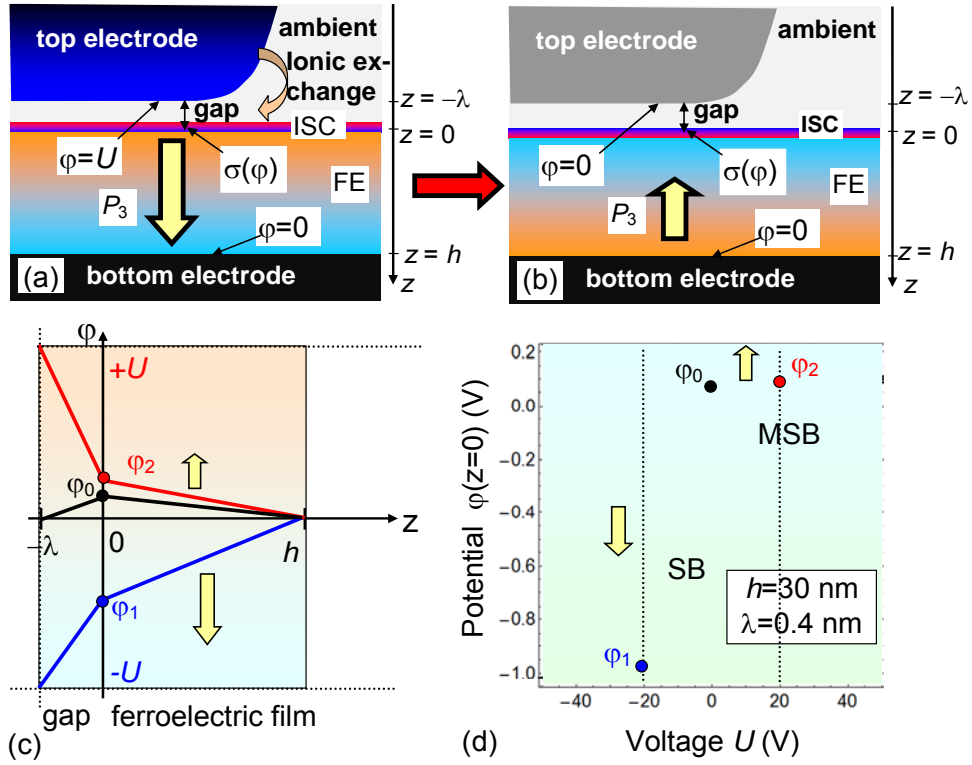 top electrode
ambient
Ionic ex-
change
gap
z = −λ
ISC
z = 0
φ=U
σ(φ)
FE
P3
φ=0
z = h
(a)
bottom electrode
z
top electrode
ambient
gap
z = −λ
ISC
z = 0
φ=0
σ(φ)
FE
P3
φ=0
z = h
(b)
bottom electrode
z
φ
+U
φ2
φ0
z
−λ
0
h
φ1
-U
gap
ferroelectric film
(c)
Potential φ(z=0) (V)
0.2
0.0
−0.2
−0.4
−0.6
−0.8
−1.0
φ0
φ2
MSB
SB
h=30 nm
λ=0.4 nm
φ1
−40
−20
0
20
40
(d)
Voltage U (V)